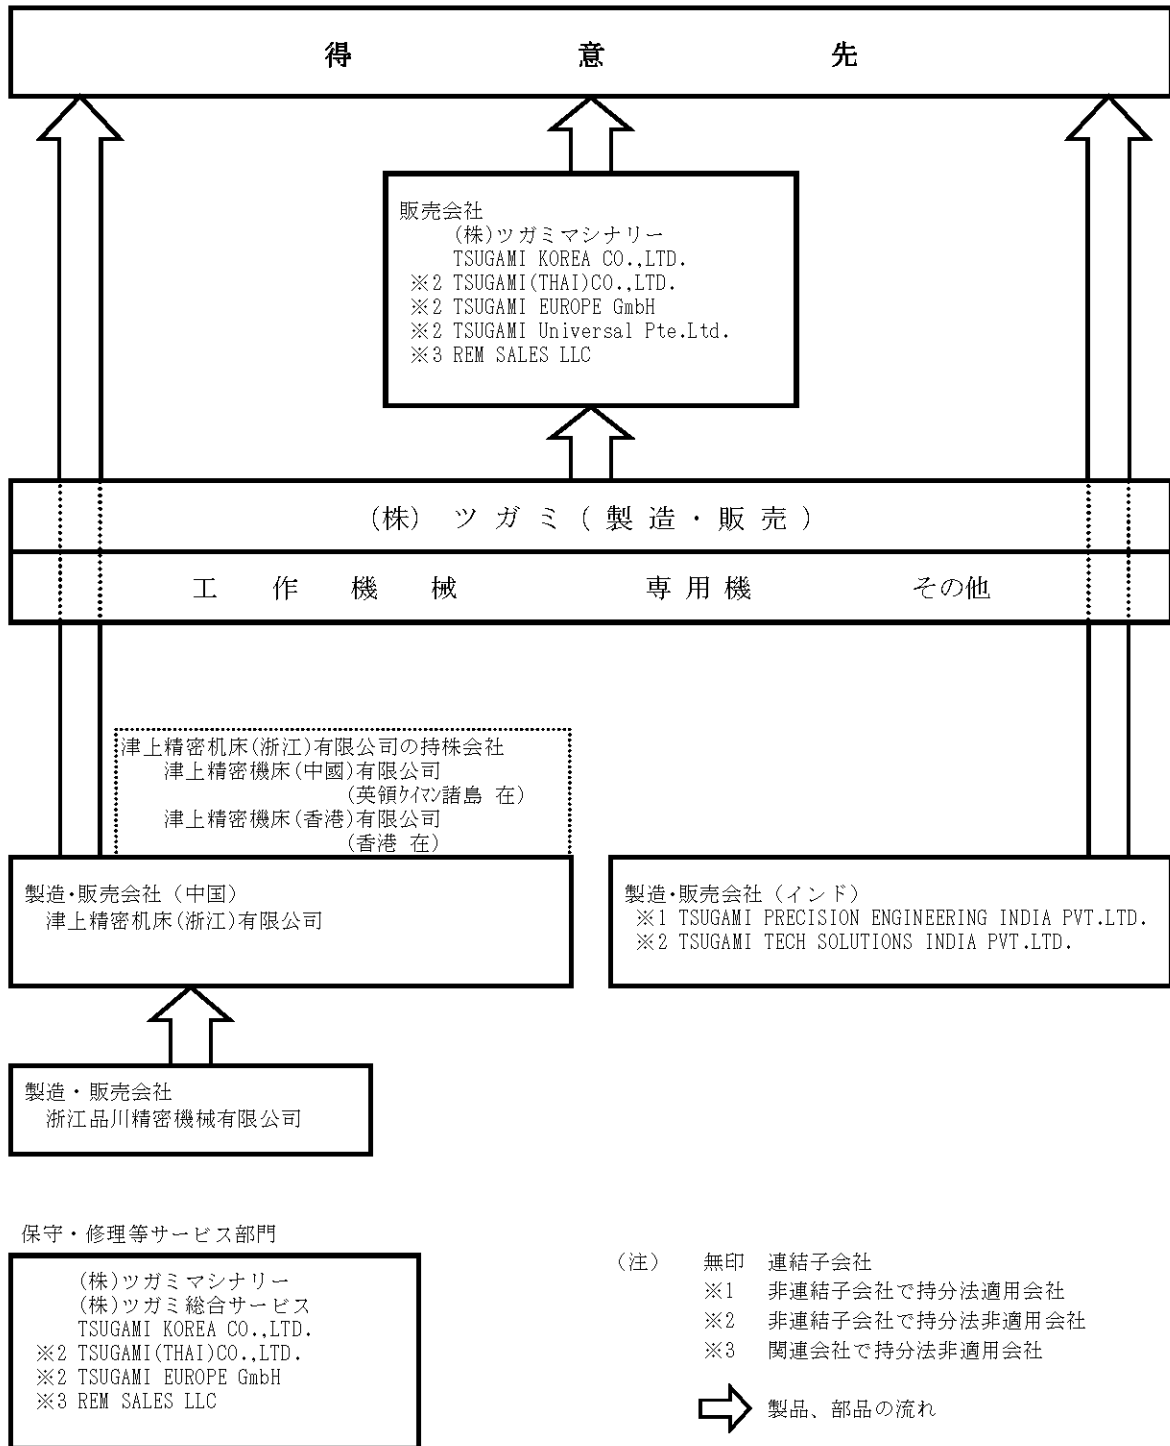 得意先
販売会社
(株)ツガミマシナリー
TSUGAMI KOREA CO.,LTD.
※2 TSUGAMI(THAI)CO.,LTD.
※2 TSUGAMI EUROPE GmbH
※2 TSUGAMI Universal Pte.Ltd.
※3 REM SALES LLC
(株)ツガミ(製造・販売)
工作機械 専用機 その他
津上精密机床(浙江)有限公司の持株会社
津上精密機床(中國)有限公司
(英領ｹｲﾏﾝ諸島 在)
津上精密機床(香港)有限公司
(香港 在)
製造・販売会社（中国）
津上精密机床(浙江)有限公司
製造・販売会社（インド）
※1 TSUGAMI PRECISION ENGINEERING INDIA PVT.LTD.
※2 TSUGAMI TECH SOLUTIONS INDIA PVT.LTD.
製造・販売会社
浙江品川精密機械有限公司
保守・修理等サービス部門
(株)ツガミマシナリー
(株)ツガミ総合サービス
TSUGAMI KOREA CO.,LTD.
※2 TSUGAMI(THAI)CO.,LTD.
※2 TSUGAMI EUROPE GmbH
※3 REM SALES LLC
（注） 無印 連結子会社
※1 非連結子会社で持分法適用会社
※2 非連結子会社で持分法非適用会社
※3 関連会社で持分法非適用会社
製品、部品の流れ